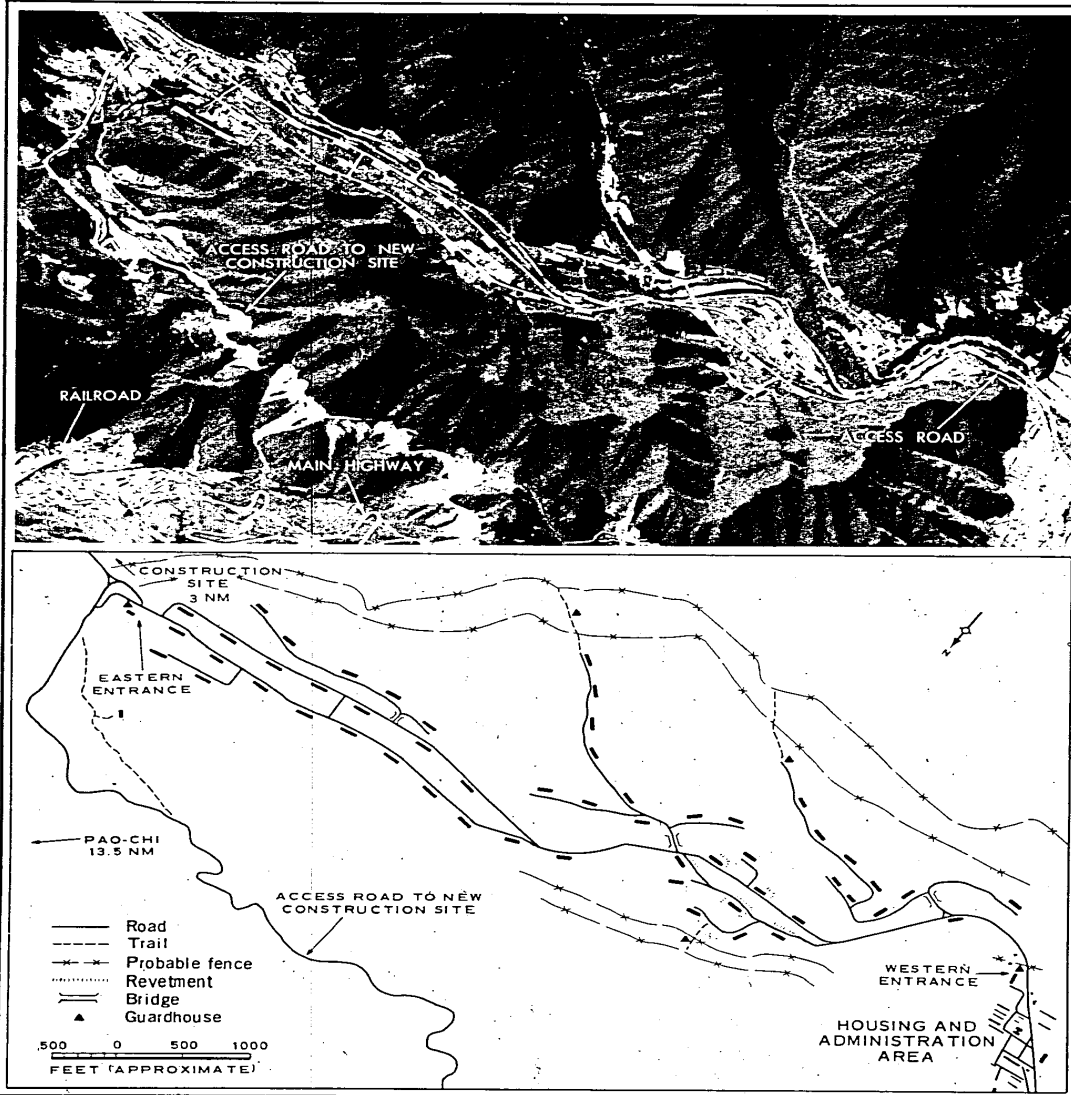 ACCESS ROAD TO NEW
CONSTRUCTION SITE
RAILROAD
MAIN HIGHWAY
ACCESS ROAD
CONSTRUCTION
SITE
3 NM
N
EASTERN
ENTRANCE
PAO-CHI
13.5 NM
ACCESS ROAD TO NEW
CONSTRUCTION SITE
Road
Trail
Probable fence
Revetment
Bridge
Guardhouse
500 0 500 1000
FEET (APPROXIMATE)
WESTERN
ENTRANCE
HOUSING AND
ADMINISTRATION
AREA